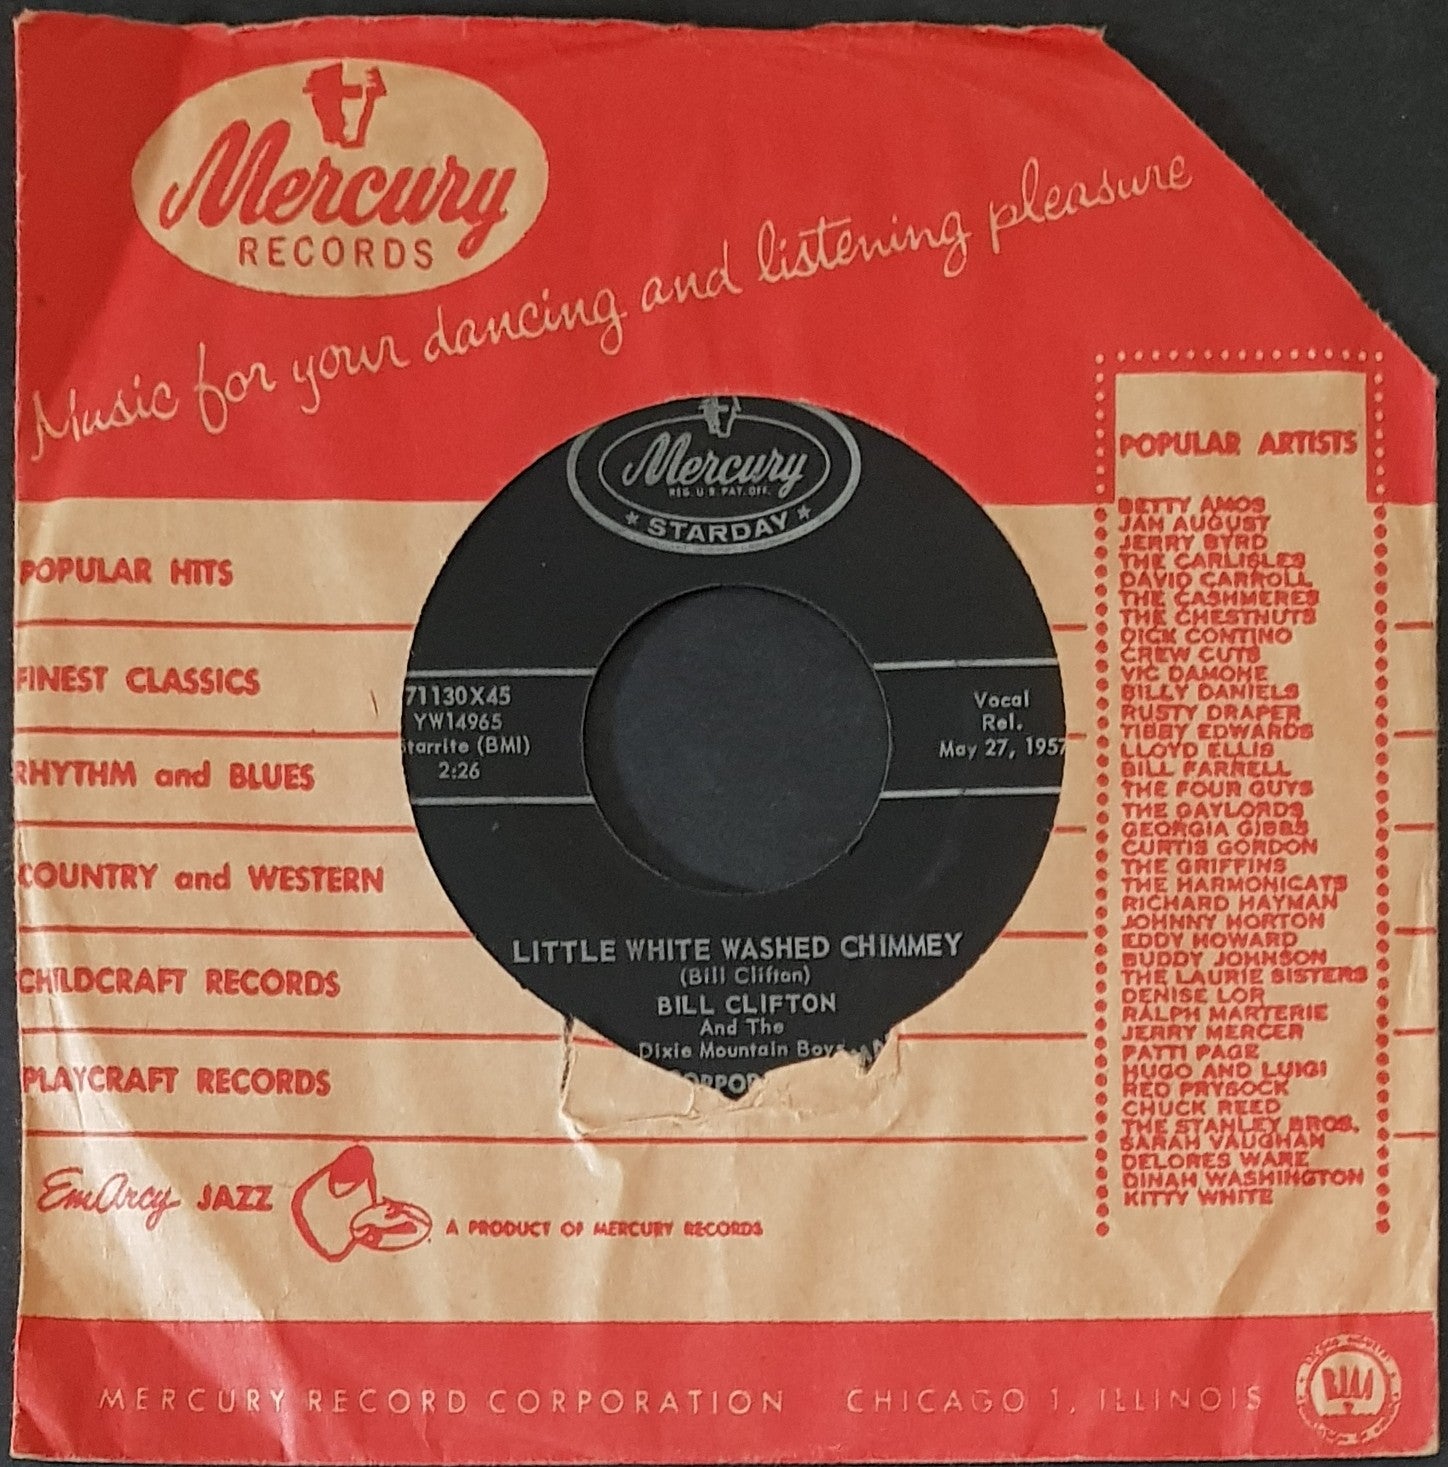 Mercury
RECORDS
Music for your dancing and listening pleasure
POPULAR HITS
FINEST CLASSICS
RHYTHM and BLUES
COUNTRY and WESTERN
CHILDCRAFT RECORDS
PLAYCRAFT RECORDS
EmArcy JAZZ
A PRODUCT OF MERCURY RECORDS
Mercury
REG. U.S. PAT. OFF.
★ STARDAY ★
71130X45
YW14965
tarrite (BMI)
2:26
Vocal
Rel.
May 27, 1957
LITTLE WHITE WASHED CHIMMEY
(Bill Clifton)
BILL CLIFTON
And The
Dixie Mountain Boys
ORPOR
POPULAR ARTISTS
BETTY AMOS
JAN AUGUST
JERRY BYRD
THE CARLISLES
DAVID CARROLL
THE CASHMERES
THE CHESTNUTS
DICK CONTINO
CREW CUTS
VIC DAMONE
BILLY DANIELS
RUSTY DRAPER
TIBBY EDWARDS
LLOYD ELLIS
BILL FARRELL
THE FOUR GUYS
THE GAYLORDS
GEORGIA GIBBS
CURTIS GORDON
THE GRIFFINS
THE HARMONICATS
RICHARD HAYMAN
JOHNNY HORTON
EDDY HOWARD
BUDDY JOHNSON
THE LAURIE SISTERS
DENISE LOR
RALPH MARTERIE
JERRY MERCER
PATTI PAGE
HUGO AND LUIGI
RED PRYSOCK
CHUCK REED
THE STANLEY BROS.
SARAH VAUGHAN
DELORES WARE
DINAH WASHINGTON
KITTY WHITE
MERCURY RECORD CORPORATION CHICAGO 1, ILLINOIS